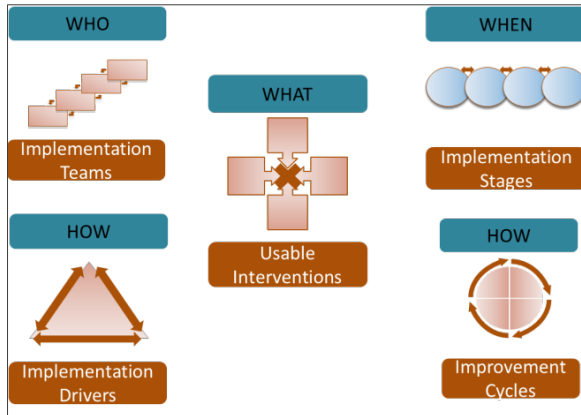 WHO
Implementation
Teams
WHAT
Usable
Interventions
WHEN
Implementation
Stages
HOW
Implementation
Drivers
HOW
Improvement
Cycles